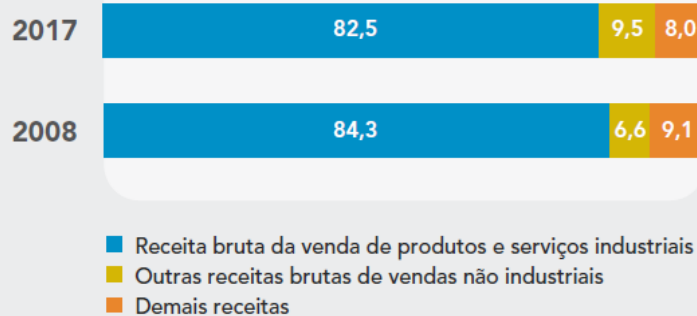 2017 82,5 9,5 8,0
2008 84,3 6,6 9,1
Receita bruta da venda de produtos e serviços industriais
Outras receitas brutas de vendas não industriais
Demais receitas